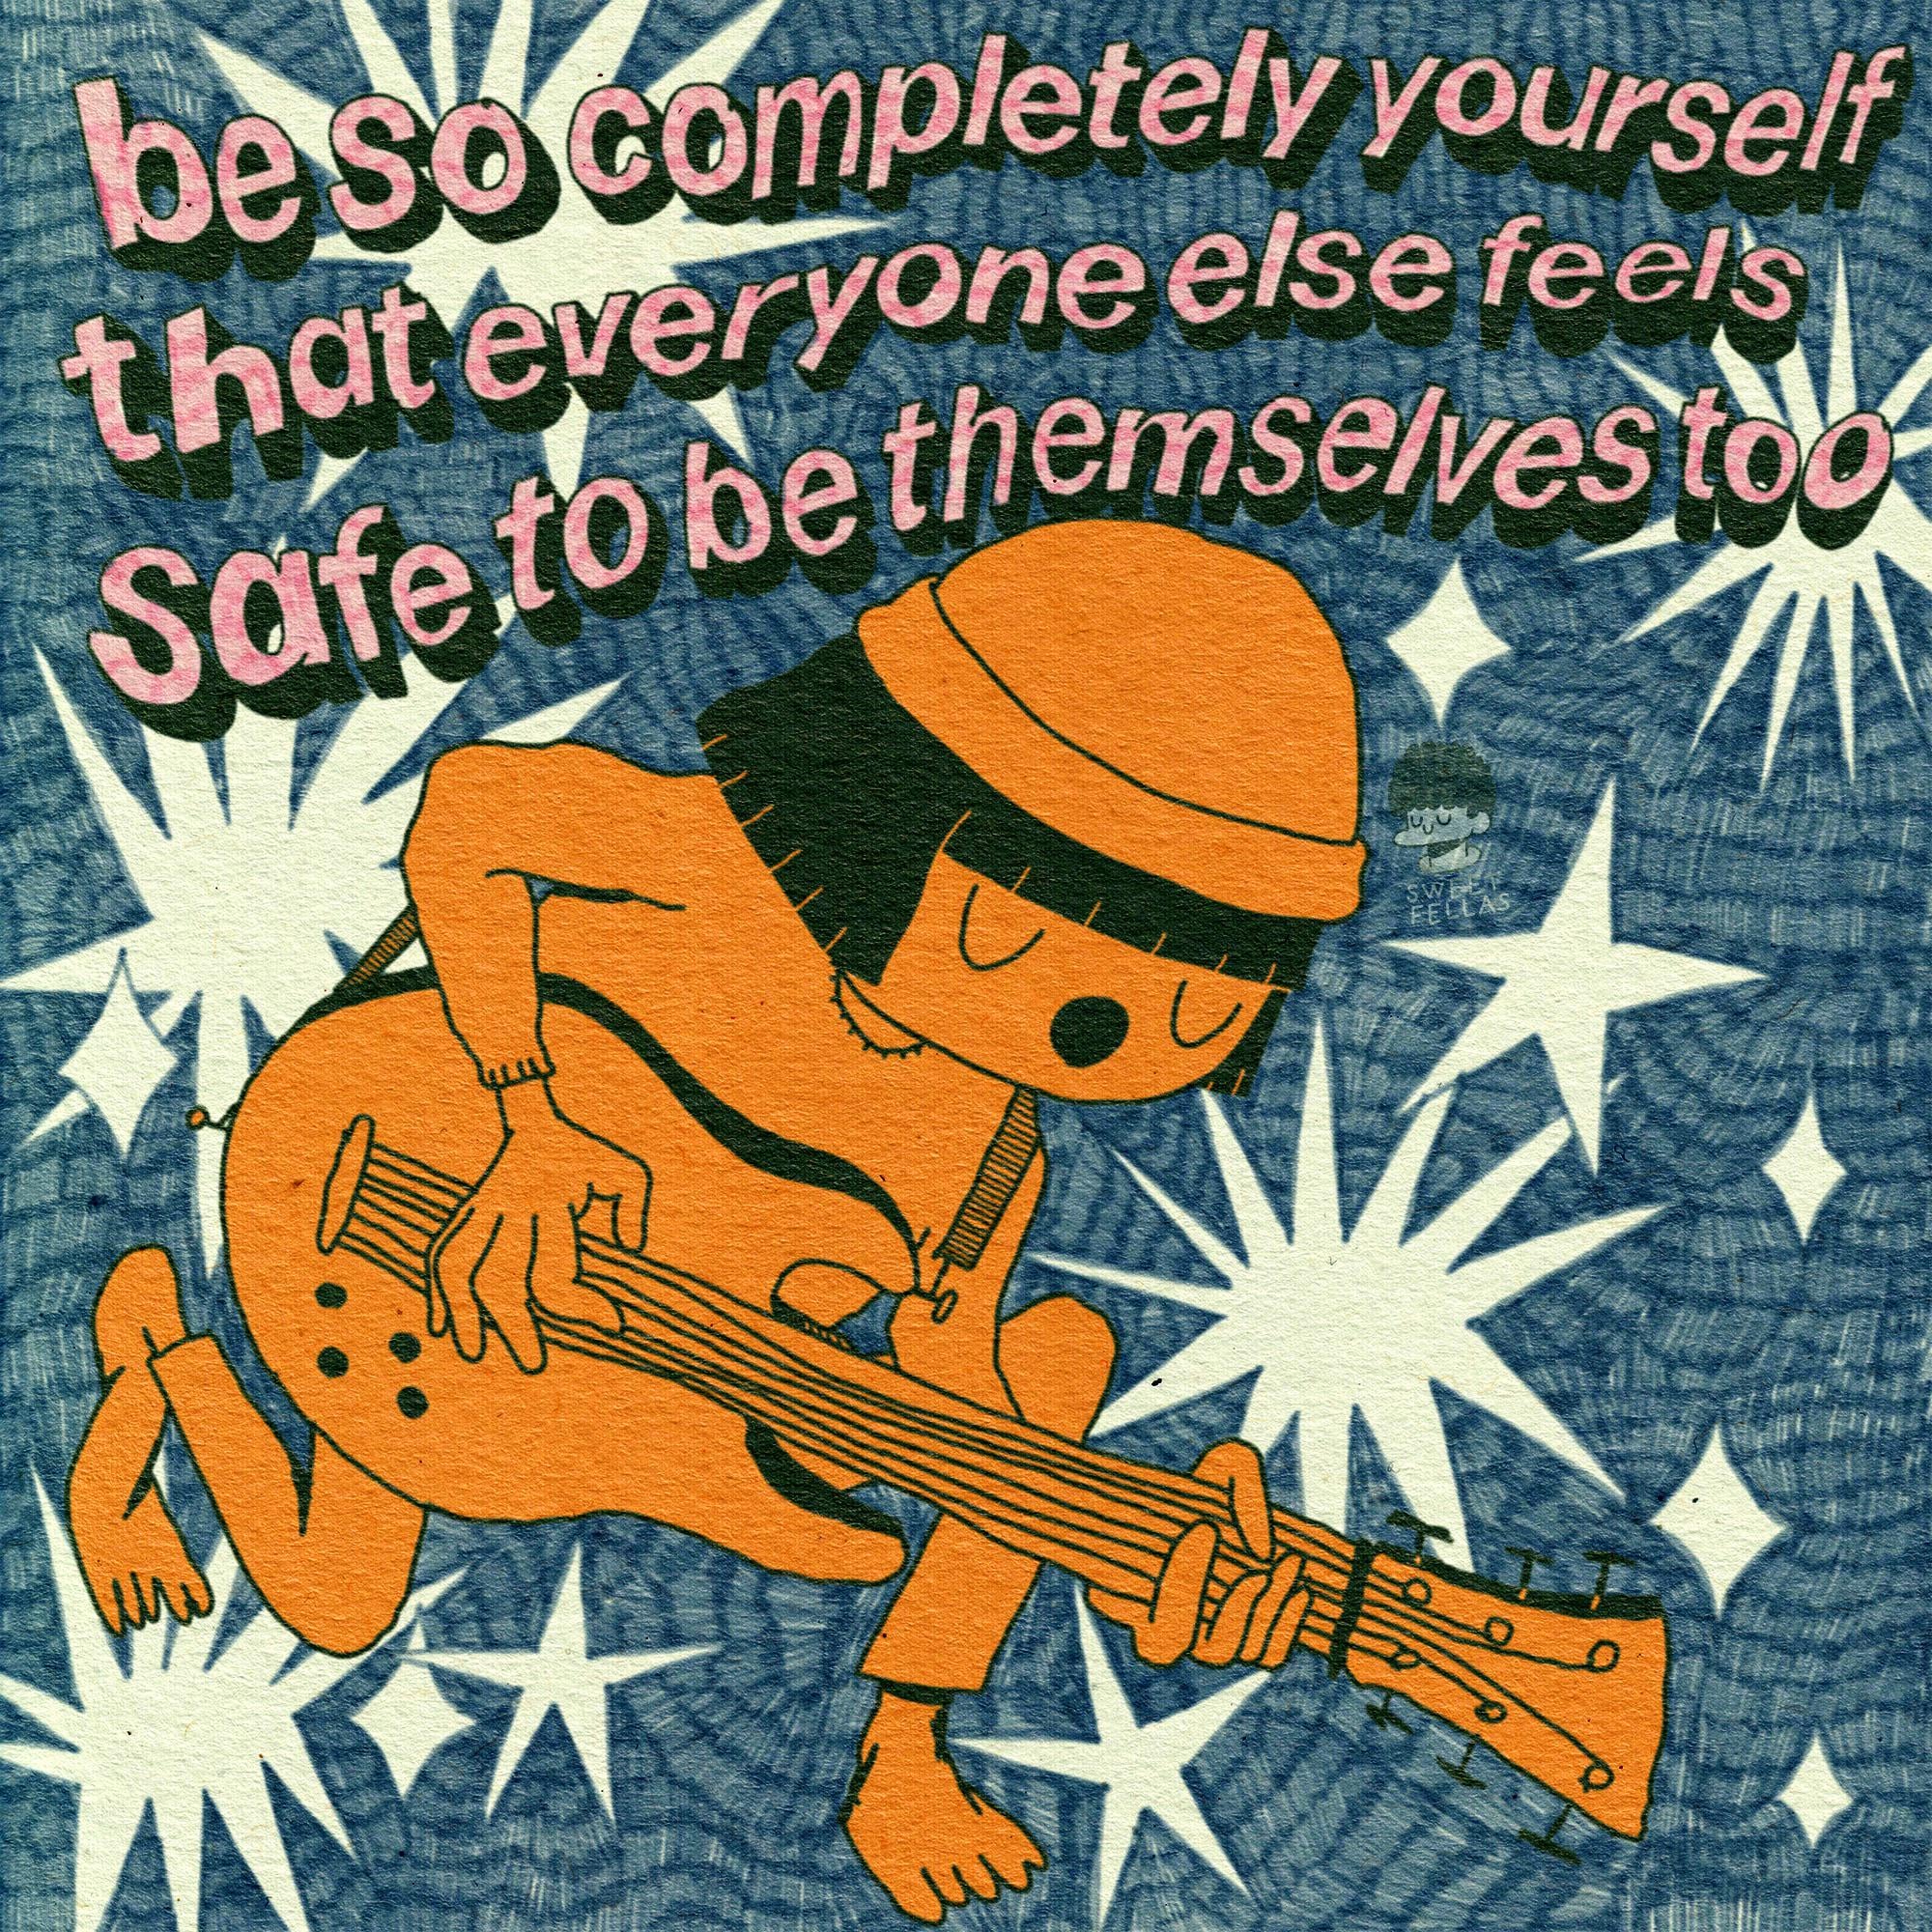 be so completely yourself
that everyone else feels
safe to be themselves too
SWEET
FELLAS